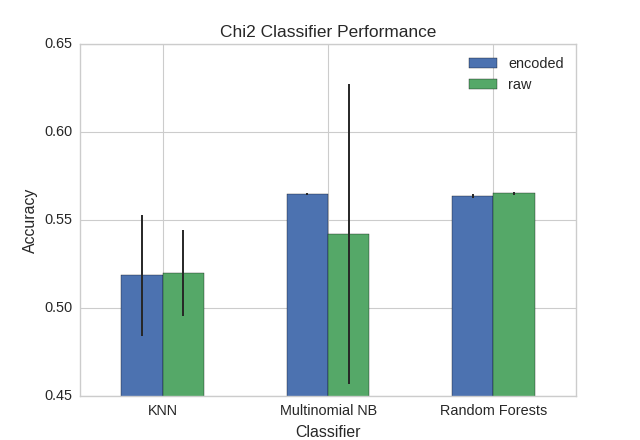 Chi2 Classifier Performance
0.65
encoded
raw
0.60
0.55
0.50
0.45
Accuracy
KNN
Multinomial NB
Random Forests
Classifier